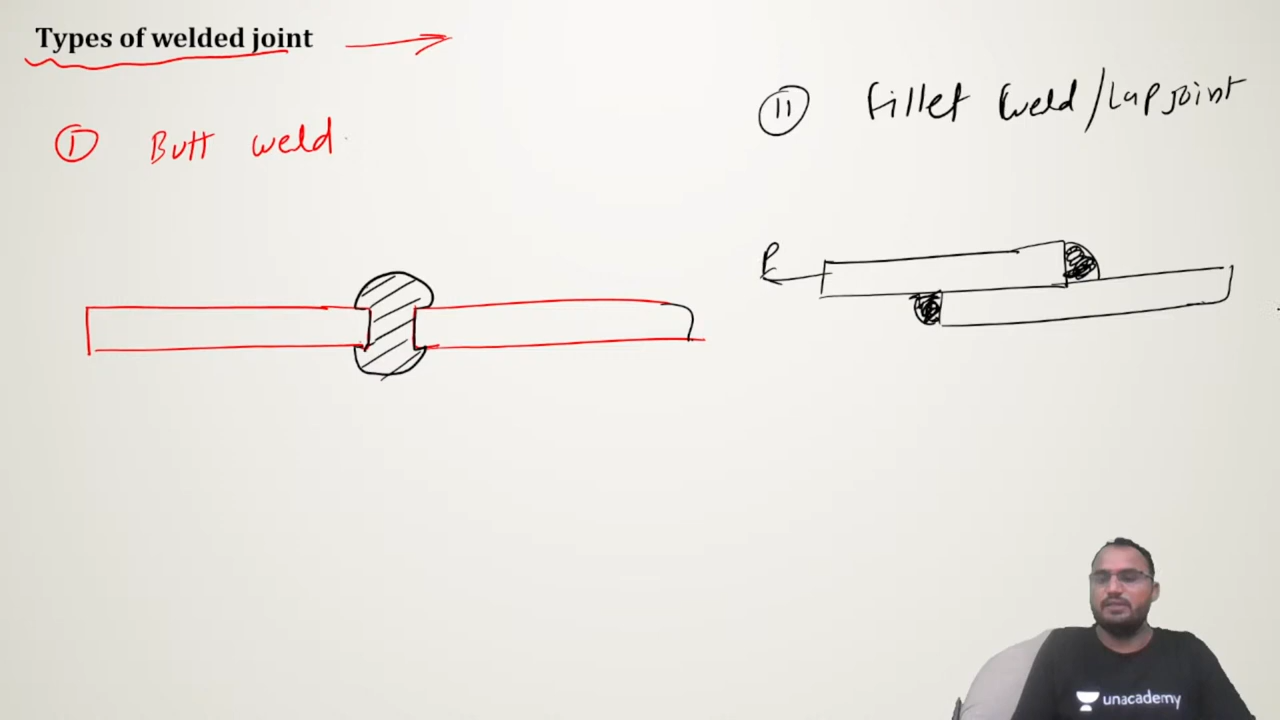 Types of welded joint
I Butt weld
II Fillet weld/Lap joint
P
unacademy